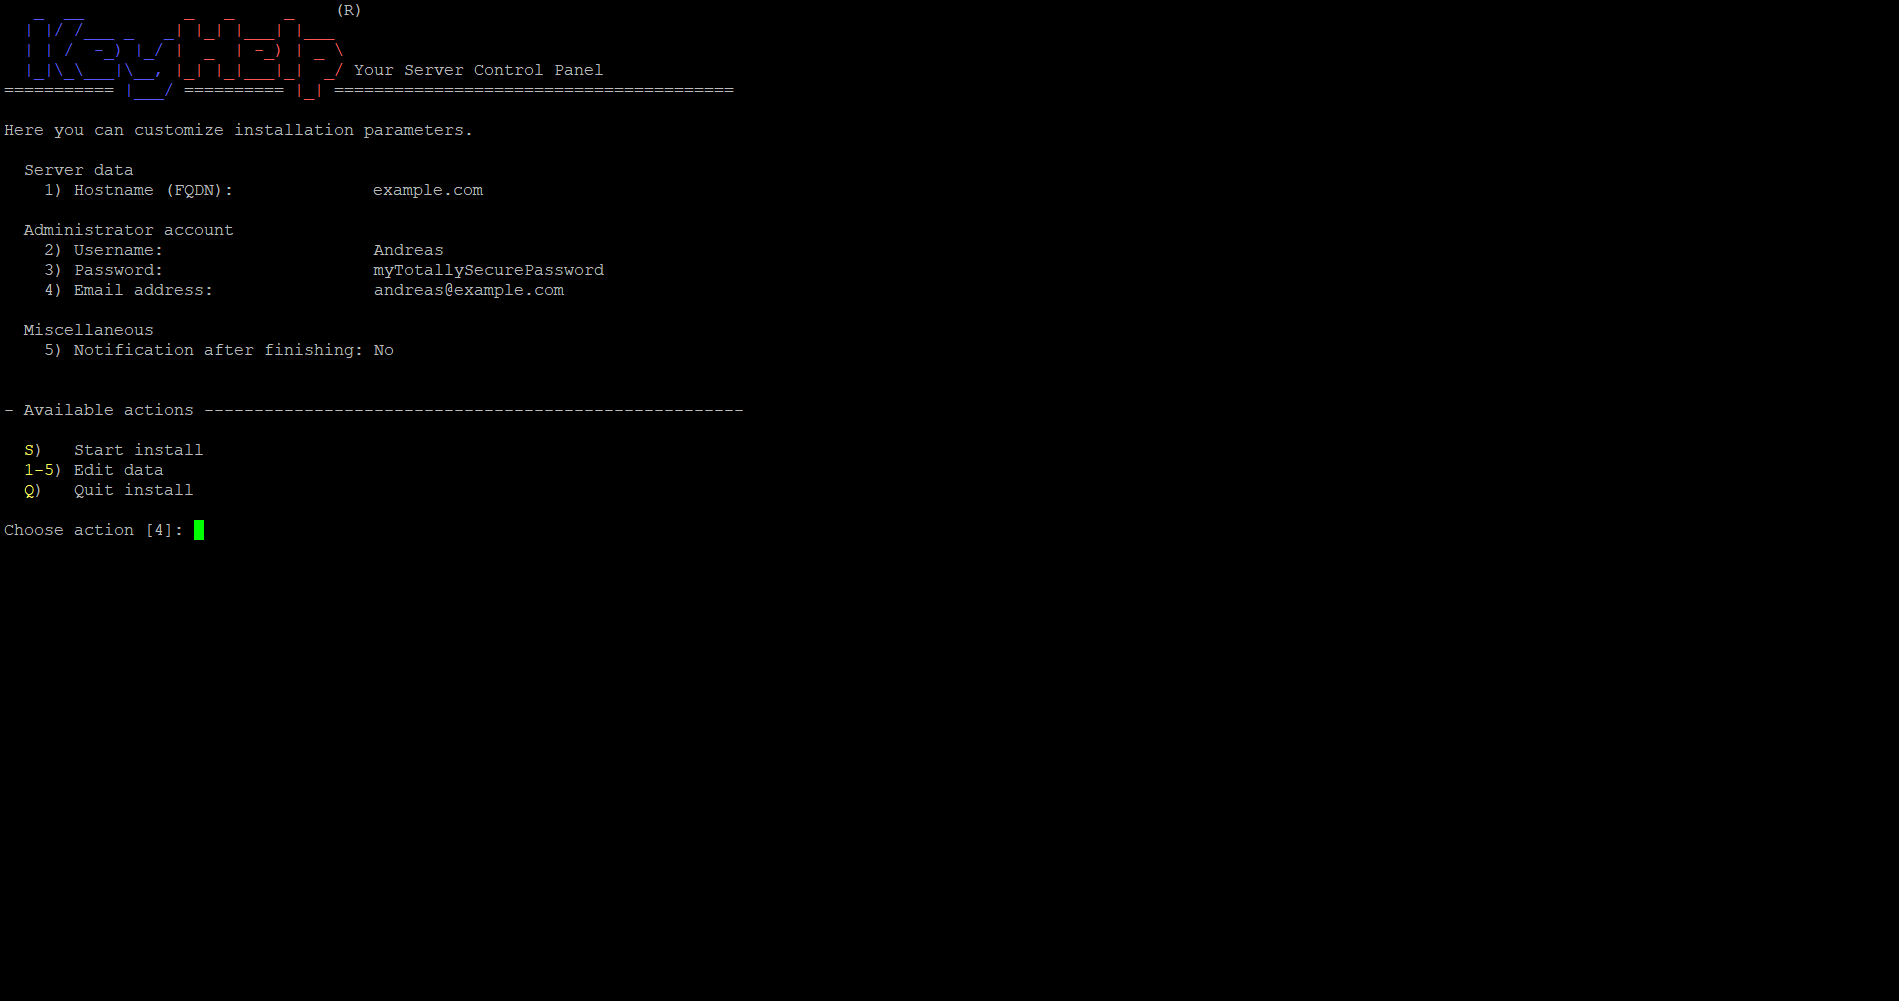 (R)
KeyHelp
Your Server Control Panel
=========== ========== ========================================
Here you can customize installation parameters.
Server data
1) Hostname (FQDN): example.com
Administrator account
2) Username: Andreas
3) Password: myTotallySecurePassword
4) Email address: andreas@example.com
Miscellaneous
5) Notification after finishing: No
- Available actions ------------------------------------------------------
S) Start install
1-5) Edit data
Q) Quit install
Choose action [4]: